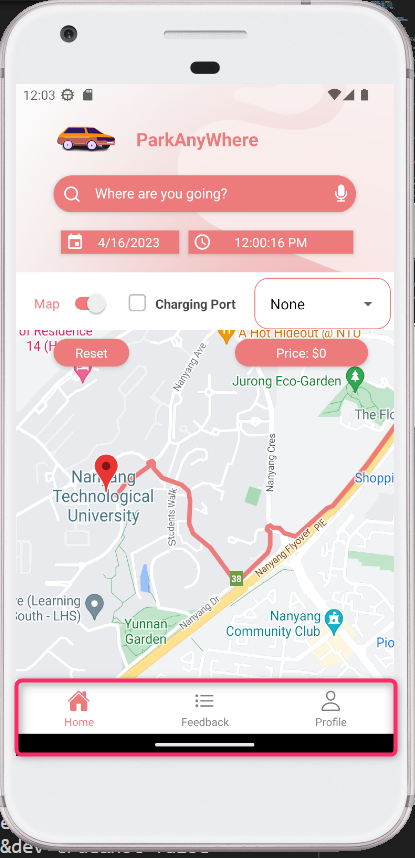 12:03
ParkAnyWhere
Where are you going?
4/16/2023
12:00:16 PM
Map
Charging Port
None
of Residence
14 (H
A Hot Hideout @ NTU
Reset
Price: $0
Nanyang Ave
Jurong Eco-Garden
The Flo
Nanyang Cres
Nanyang
Technological
University
Shoppi
Students Walk
PIE
Nanyang Flyover
38
ve (Learning
South - LHS)
Nanyang Dr
Yunnan
Garden
Nanyang
Community Club
Pio
Home
Feedback
Profile